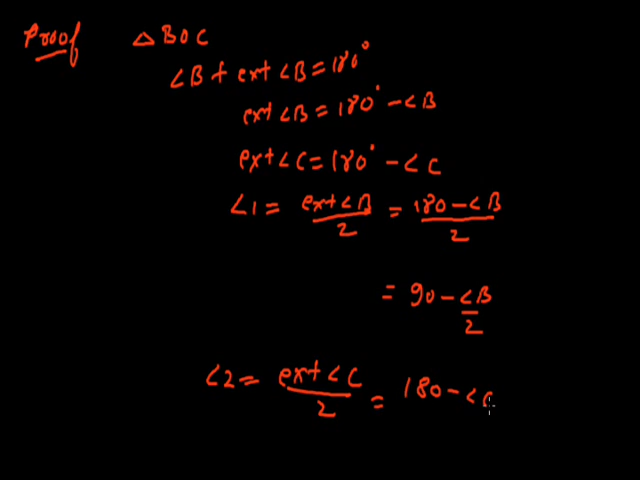 Proof △BOC
∠B + ext ∠B = 180°
ext ∠B = 180° - ∠B
ext ∠C = 180° - ∠C
∠1 = ext ∠B / 2 = 180 - ∠B / 2
= 90 - ∠B / 2
∠2 = ext ∠C / 2 = 180 - ∠